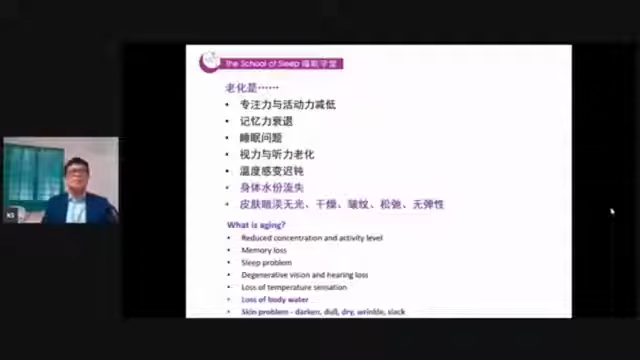 The School of Sleep 睡眠学堂
老化是……
• 专注力与活动力减低
• 记忆力衰退
• 睡眠问题
• 视力与听力老化
• 温度感变迟钝
• 身体水份流失
• 皮肤暗淡无光、干燥、皱纹、松弛、无弹性
What is aging?
• Reduced concentration and activity level
• Memory loss
• Sleep problem
• Degenerative vision and hearing loss
• Loss of temperature sensation
• Loss of body water
• Skin problem - darken, dull, dry, wrinkle, slack
KS